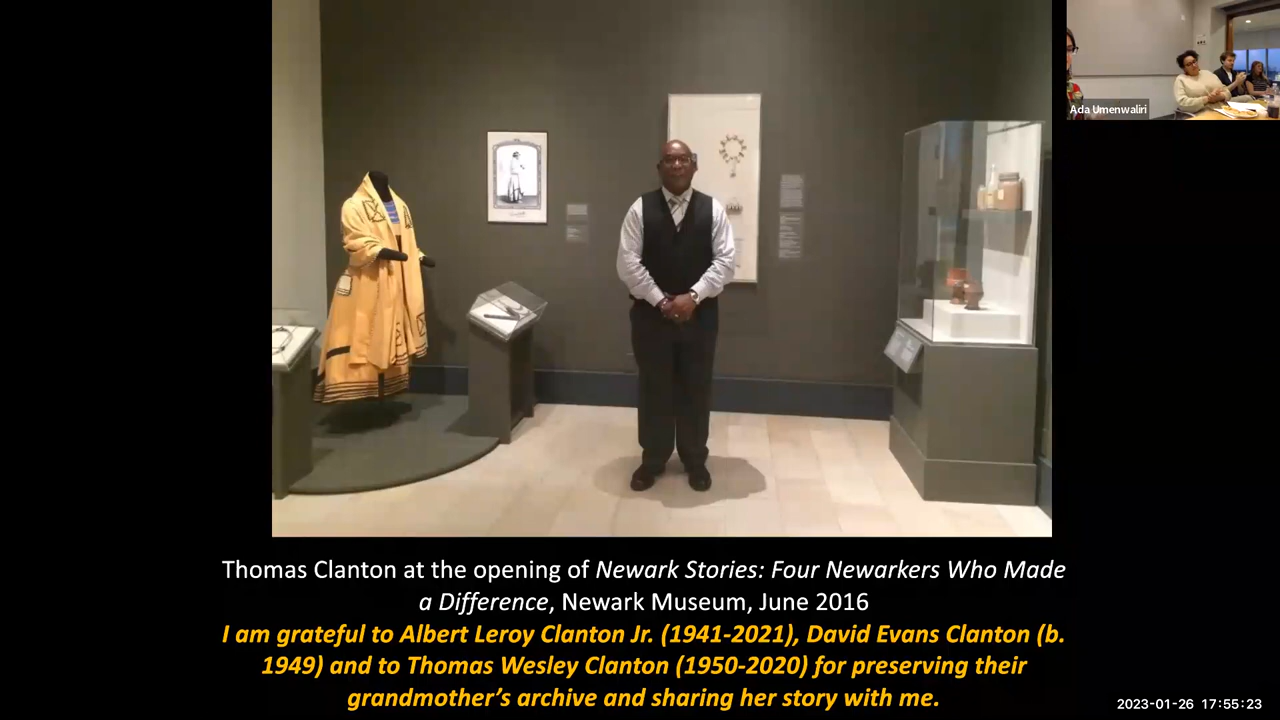 Ada Umenwaliri
Thomas Clanton at the opening of Newark Stories: Four Newarkers Who Made
a Difference, Newark Museum, June 2016
I am grateful to Albert Leroy Clanton Jr. (1941-2021), David Evans Clanton (b.
1949) and to Thomas Wesley Clanton (1950-2020) for preserving their
grandmother’s archive and sharing her story with me.
2023-01-26 17:55:23